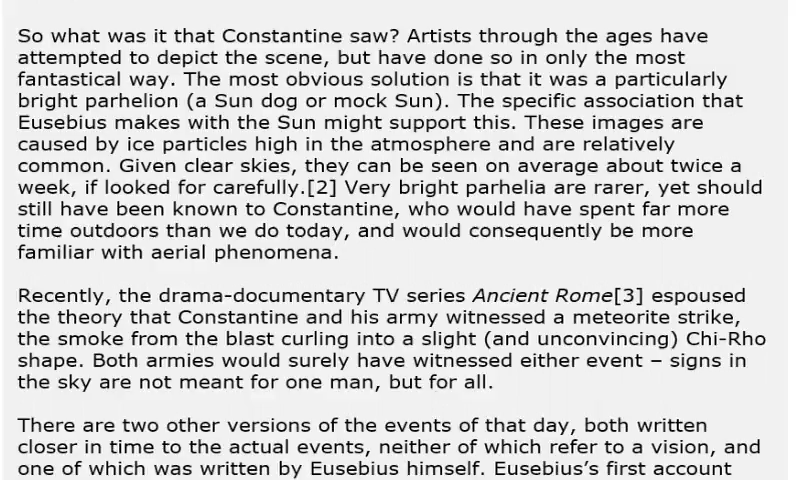 So what was it that Constantine saw? Artists through the ages have
attempted to depict the scene, but have done so in only the most
fantastical way. The most obvious solution is that it was a particularly
bright parhelion (a Sun dog or mock Sun). The specific association that
Eusebius makes with the Sun might support this. These images are
caused by ice particles high in the atmosphere and are relatively
common. Given clear skies, they can be seen on average about twice a
week, if looked for carefully.[2] Very bright parhelia are rarer, yet should
still have been known to Constantine, who would have spent far more
time outdoors than we do today, and would consequently be more
familiar with aerial phenomena.
Recently, the drama-documentary TV series Ancient Rome[3] espoused
the theory that Constantine and his army witnessed a meteorite strike,
the smoke from the blast curling into a slight (and unconvincing) Chi-Rho
shape. Both armies would surely have witnessed either event – signs in
the sky are not meant for one man, but for all.
There are two other versions of the events of that day, both written
closer in time to the actual events, neither of which refer to a vision, and
one of which was written by Eusebius himself. Eusebius’s first account